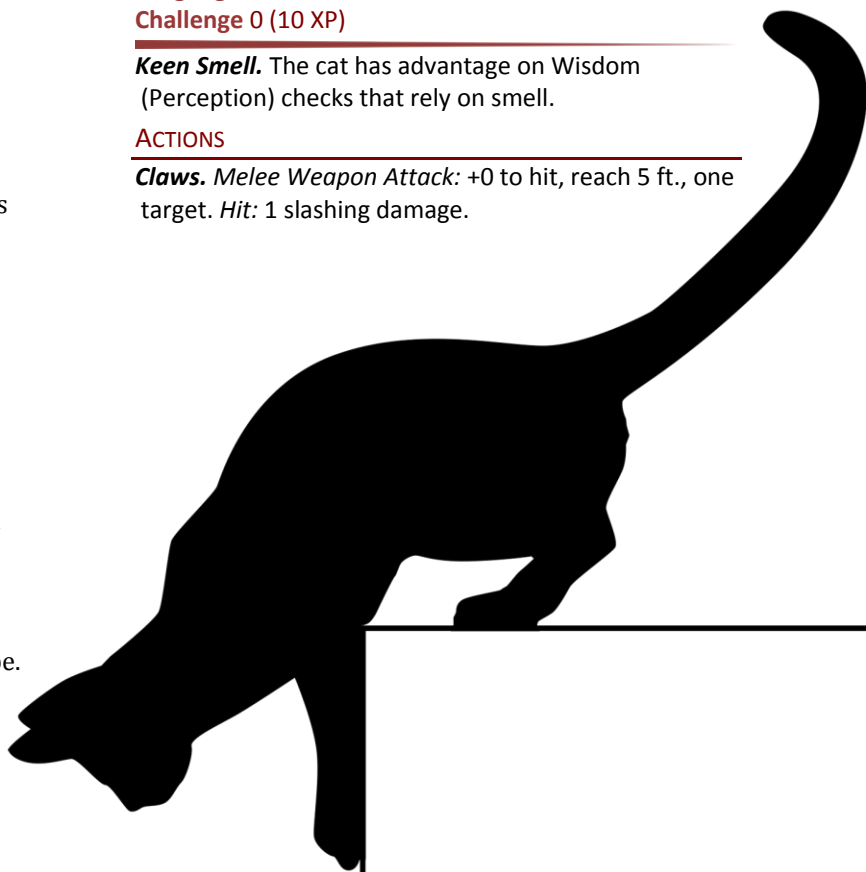 Challenge 0 (10 XP)
Keen Smell. The cat has advantage on Wisdom
(Perception) checks that rely on smell.
ACTIONS
Claws. Melee Weapon Attack: +0 to hit, reach 5 ft., one
target. Hit: 1 slashing damage.